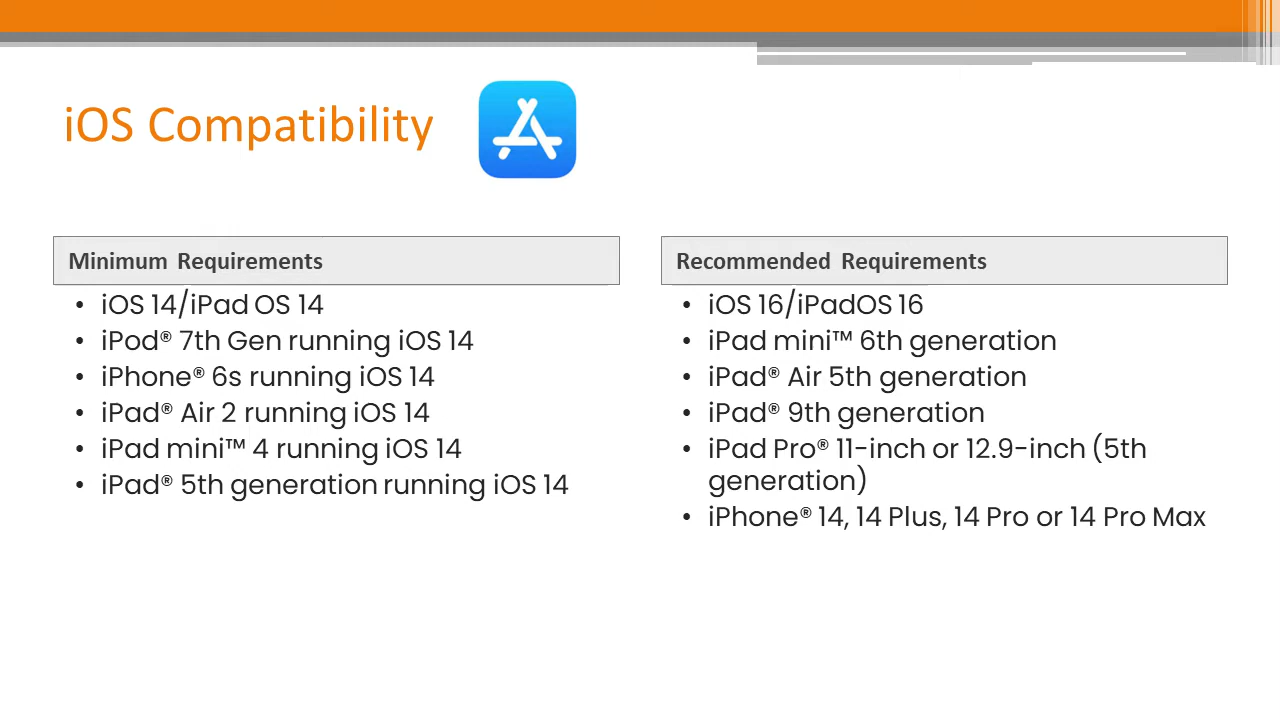 iOS Compatibility
Minimum Requirements
• iOS 14/iPad OS 14
• iPod® 7th Gen running iOS 14
• iPhone® 6s running iOS 14
• iPad® Air 2 running iOS 14
• iPad mini™ 4 running iOS 14
• iPad® 5th generation running iOS 14
Recommended Requirements
• iOS 16/iPadOS 16
• iPad mini™ 6th generation
• iPad® Air 5th generation
• iPad® 9th generation
• iPad Pro® 11-inch or 12.9-inch (5th
generation)
• iPhone® 14, 14 Plus, 14 Pro or 14 Pro Max